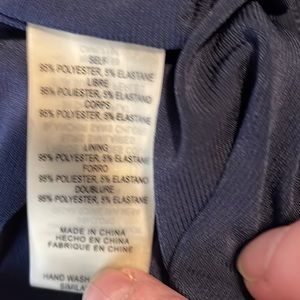 SELF
95% POLYESTER, 5% ELASTANE
LIBRE
95% POLYESTER, 5% ELASTANO
CORPS
95% POLYESTER, 5% ELASTANE
LINING
95% POLYESTER, 5% ELASTANE
FORRO
95% POLYESTER, 5% ELASTANO
DOUBLURE
95% POLYESTER, 5% ELASTANE
MADE IN CHINA
HECHO EN CHINA
FABRIQUE EN CHINE
HAND WASH